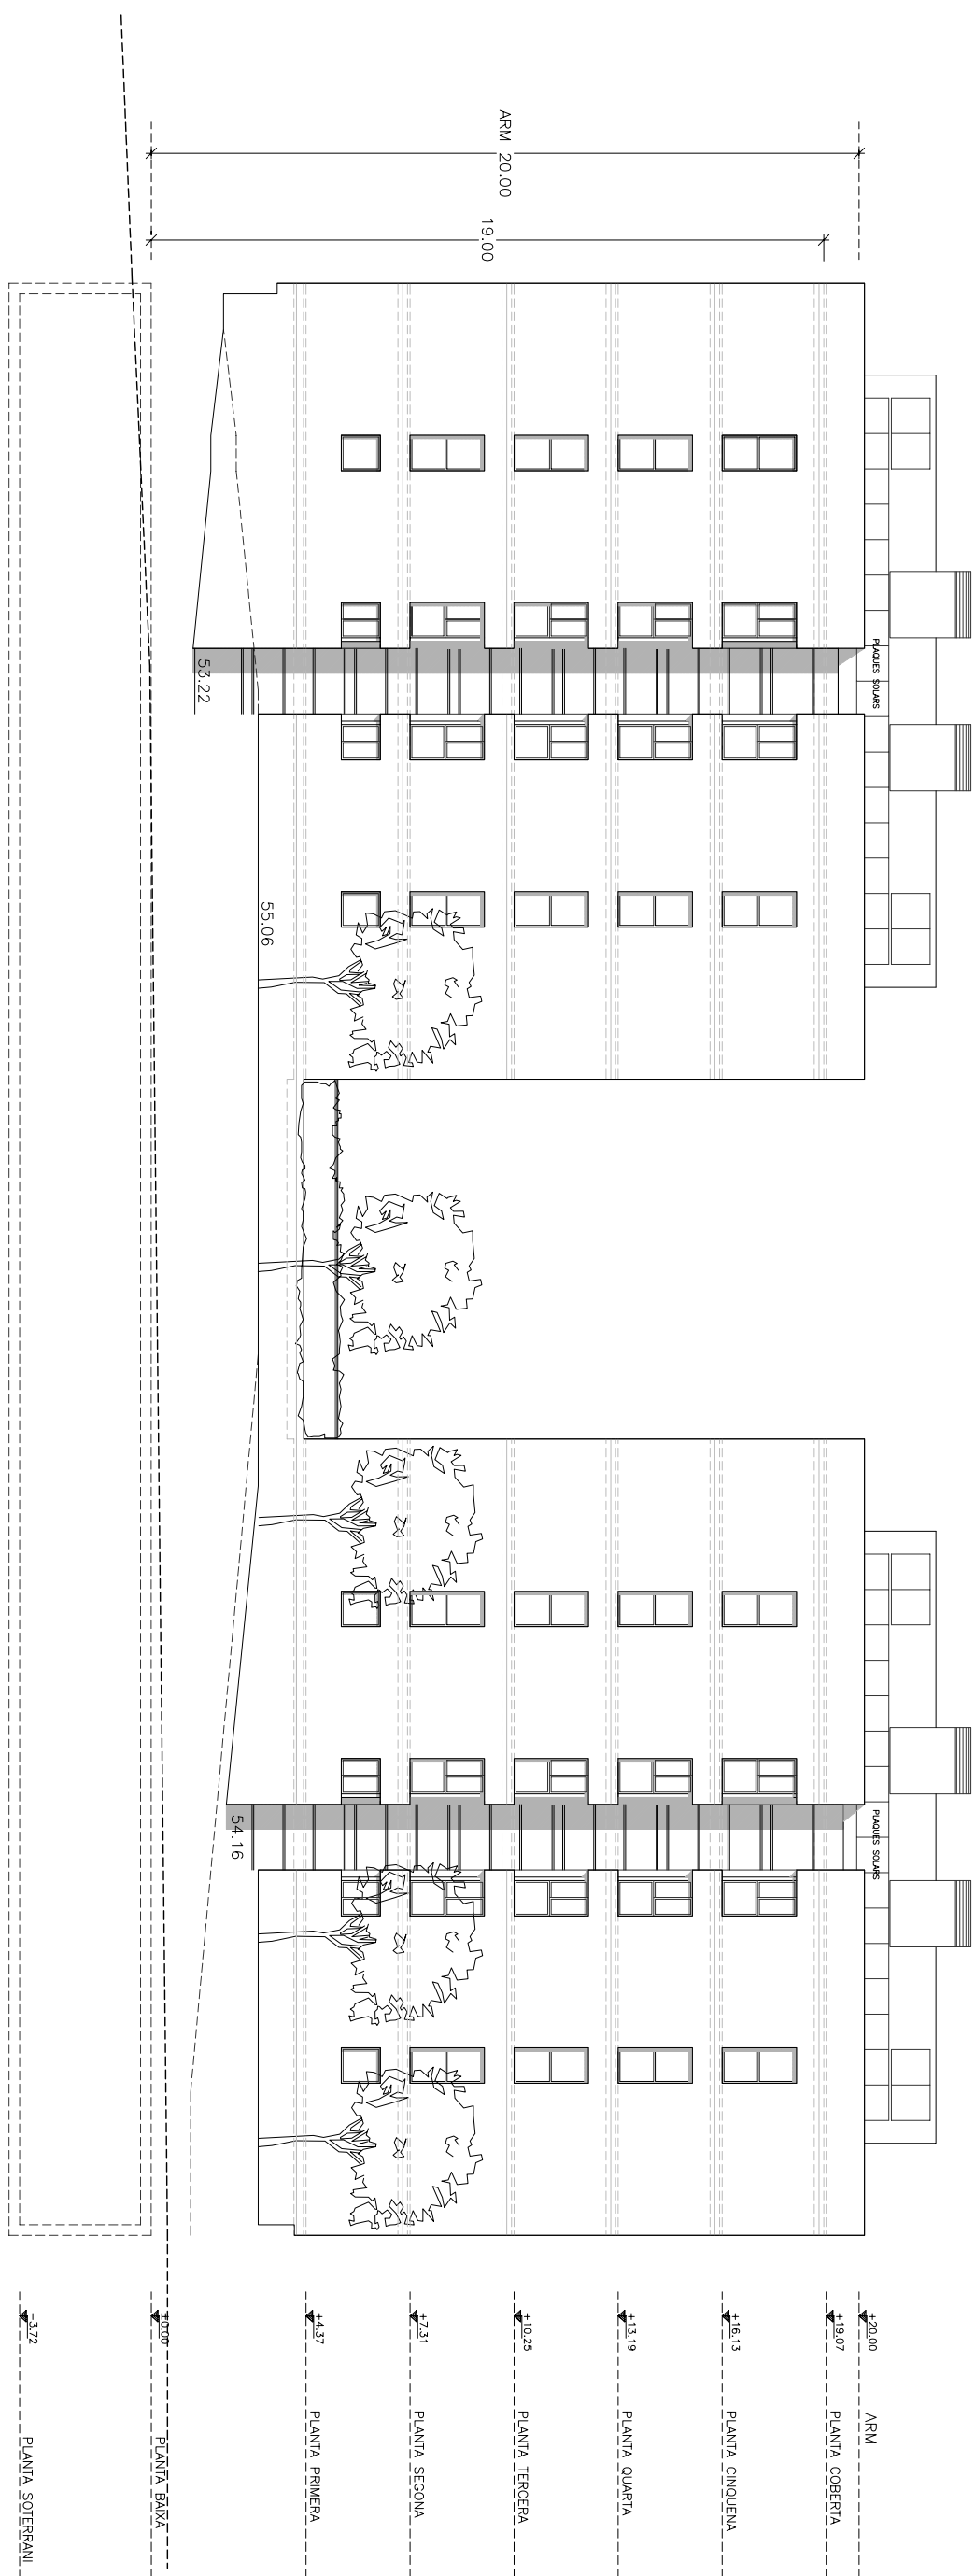 ARM 20.00
19.00
PLAQUES SOLARS
53.22
55.06
PLAQUES SOLARS
54.16
+20.00 ARM
+19.07 PLANTA COBERTA
+16.13 PLANTA CINQUENA
+13.19 PLANTA QUARTA
+10.25 PLANTA TERCERA
+7.31 PLANTA SEGONA
+4.37 PLANTA PRIMERA
±0.00 PLANTA BAIXA
-3.72 PLANTA SOTERRANI